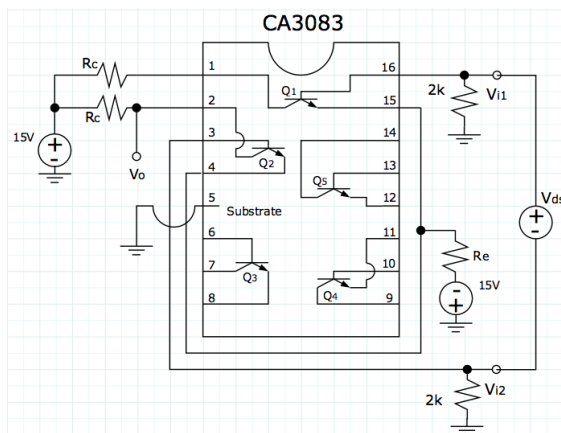 CA3083
Rc
1
16
Q1
2k
Vi1
Rc
2
15
15V
3
14
Vo
4
Q2
13
Q5
5
Substrate
12
Vds
6
11
Re
7
Q3
10
15V
8
Q4
9
Vi2
2k